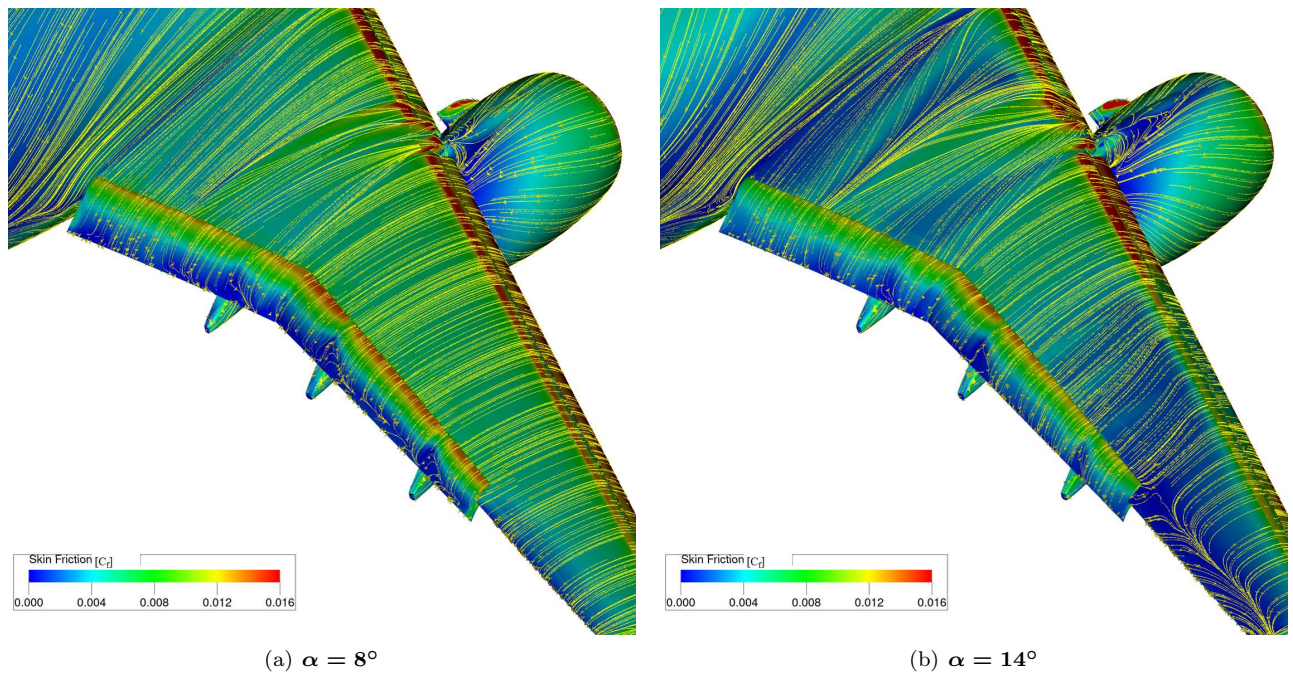 Skin Friction [Cf]
0.000 0.004 0.008 0.012 0.016
Skin Friction [Cf]
0.000 0.004 0.008 0.012 0.016
(a) α = 8°
(b) α = 14°